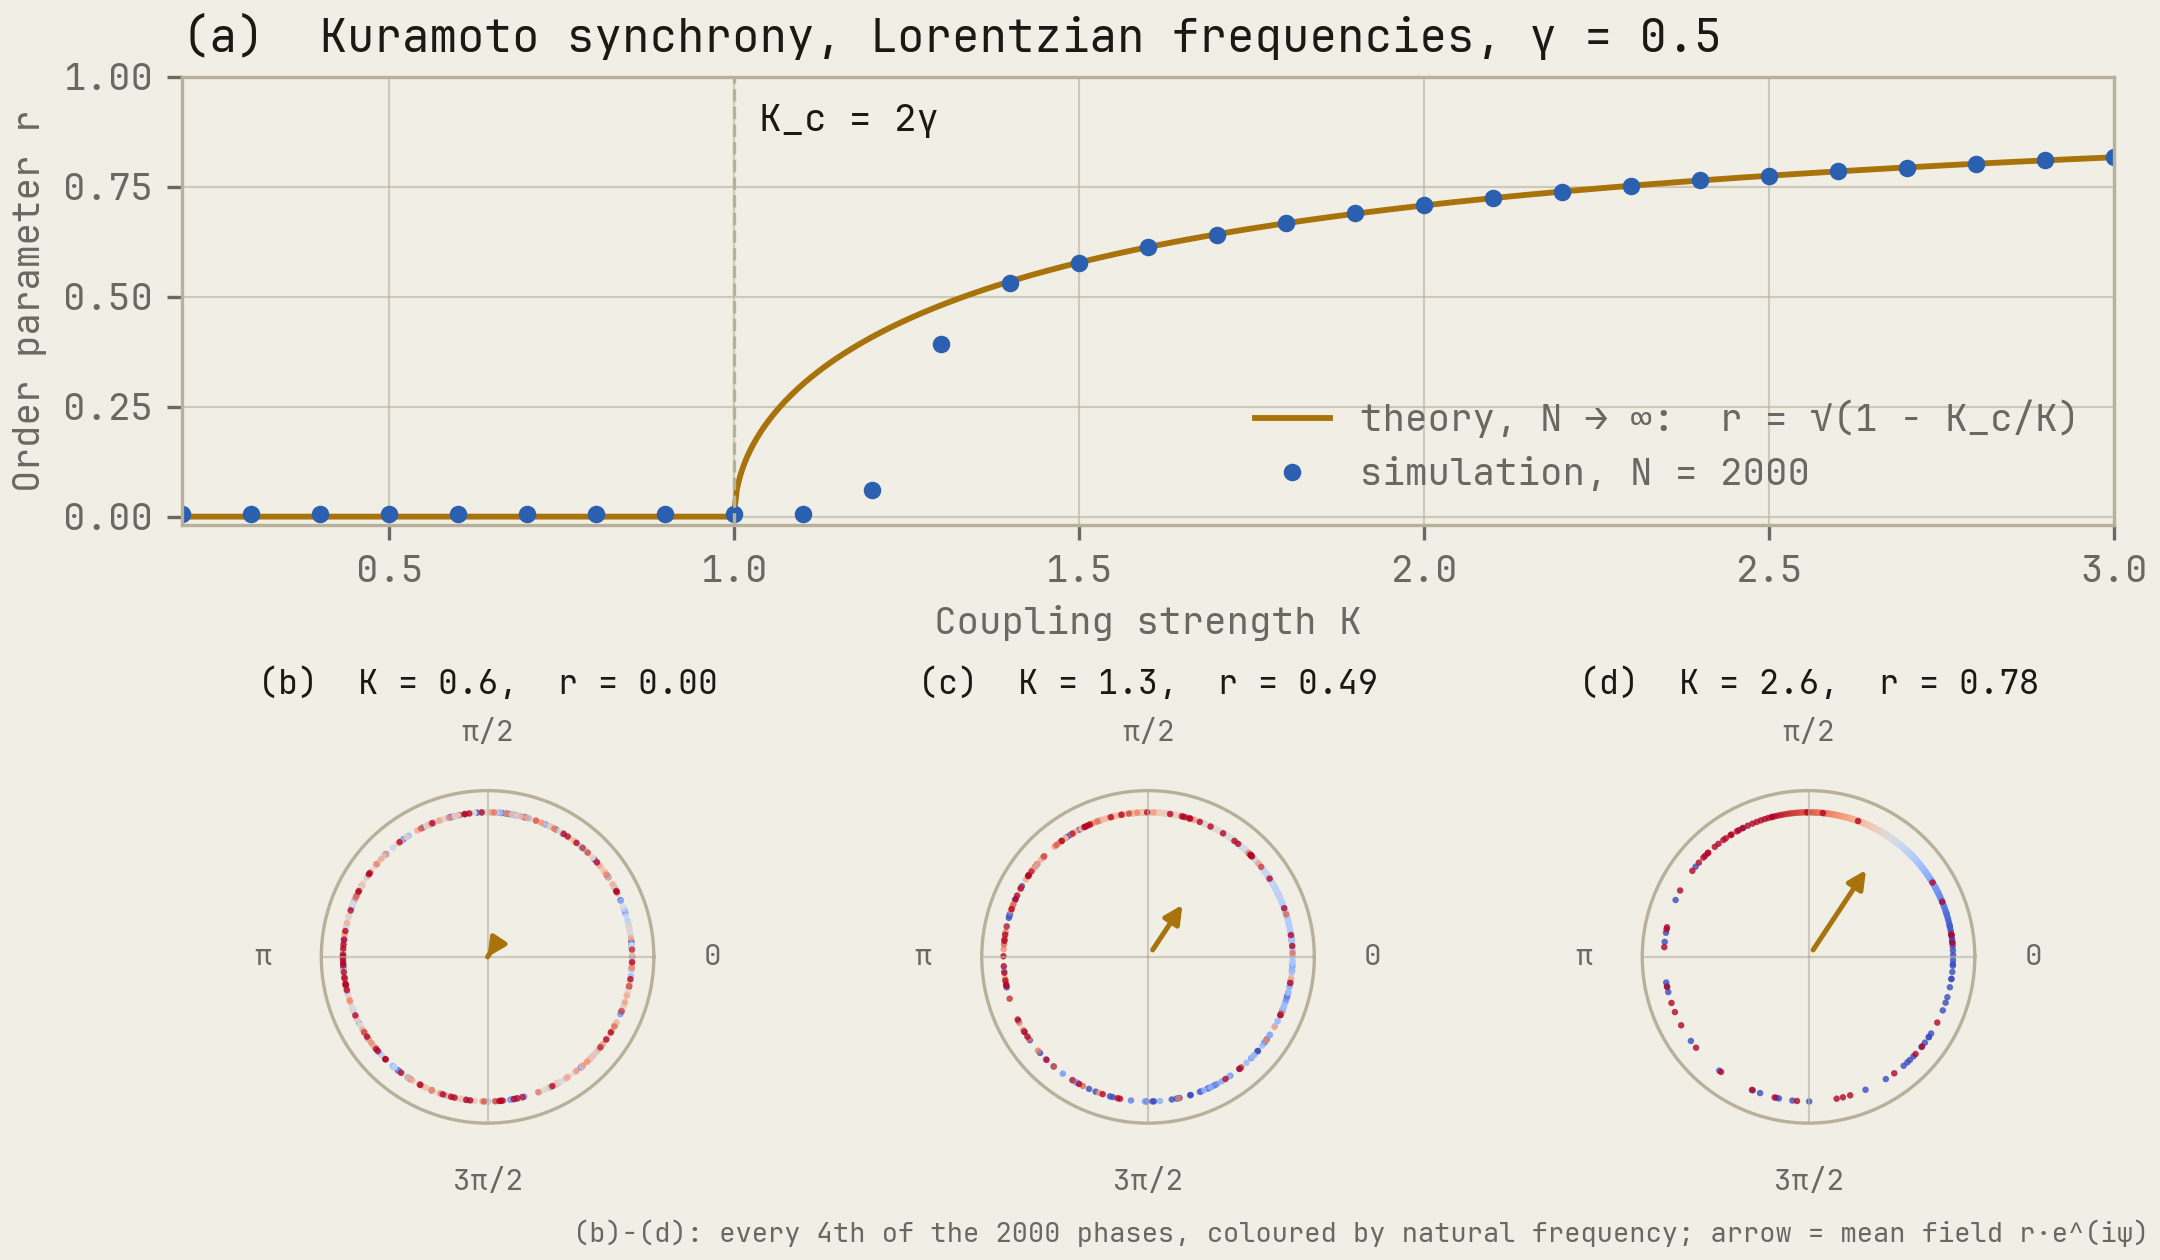 (a)  Kuramoto synchrony, Lorentzian frequencies, γ = 0.5
Order parameter r
1.00
0.75
0.50
0.25
0.00
K_c = 2γ
theory, N → ∞:  r = √(1 - K_c/K)
simulation, N = 2000
0.5
1.0
1.5
2.0
2.5
3.0
Coupling strength K
(b)  K = 0.6,  r = 0.00
π/2
π
0
3π/2
(c)  K = 1.3,  r = 0.49
π/2
π
0
3π/2
(d)  K = 2.6,  r = 0.78
π/2
π
0
3π/2
(b)-(d): every 4th of the 2000 phases, coloured by natural frequency; arrow = mean field r·e^(iψ)